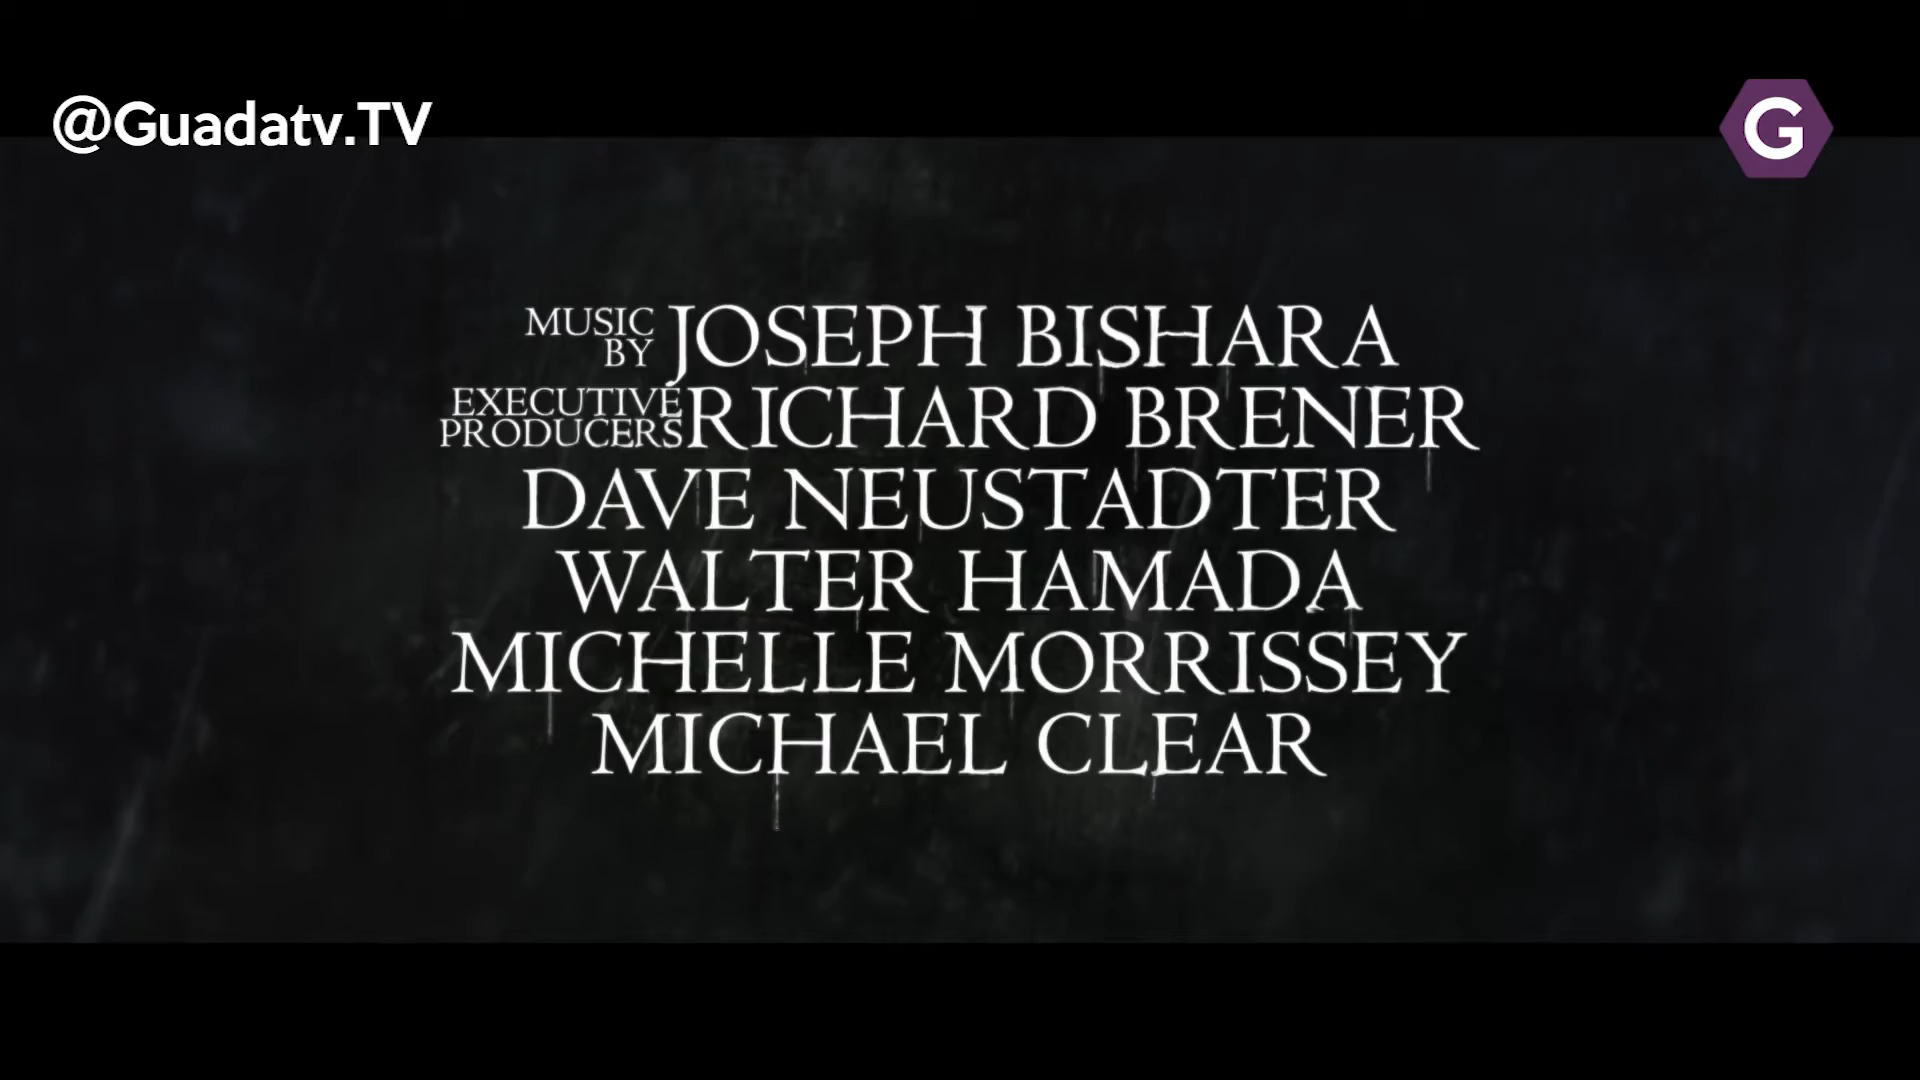 @Guadatv.TV
G
MUSIC BY JOSEPH BISHARA
EXECUTIVE PRODUCERS RICHARD BRENER
DAVE NEUSTADTER
WALTER HAMADA
MICHELLE MORRISSEY
MICHAEL CLEAR